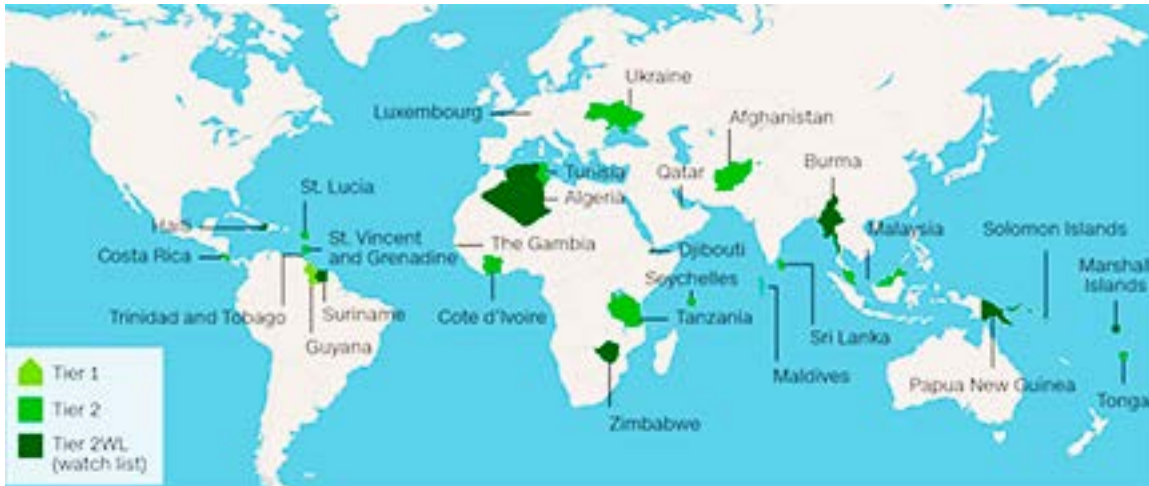 Ukraine
Luxembourg
Afghanistan
Burma
Tunisia
Qatar
St. Lucia
Algeria
Haiti
Malaysia
Solomon Islands
St. Vincent
and Grenadine
The Gambia
Djibouti
Costa Rica
Marshall
Islands
Seychelles
Trinidad and Tobago
Suriname
Cote d'Ivoire
Tanzania
Sri Lanka
Guyana
Maldives
Papua New Guinea
Tonga
Zimbabwe
Tier 1
Tier 2
Tier 2WL
(watch list)